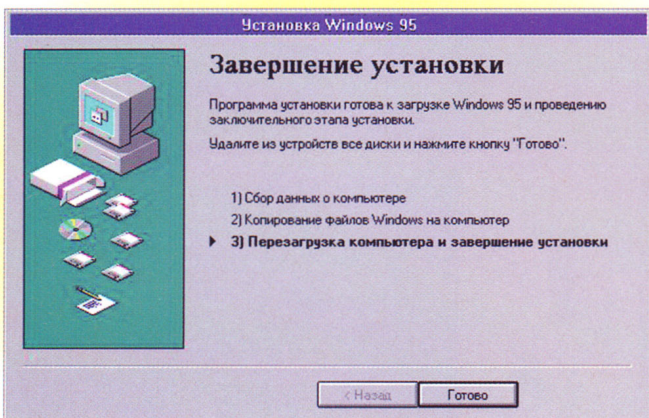 Установка Windows 95
Завершение установки
Программа установки готова к загрузке Windows 95 и проведению
заключительного этапа установки.
Удалите из устройств все диски и нажмите кнопку "Готово".
1) Сбор данных о компьютере
2) Копирование файлов Windows на компьютер
3) Перезагрузка компьютера и завершение установки
< Назад
Готово